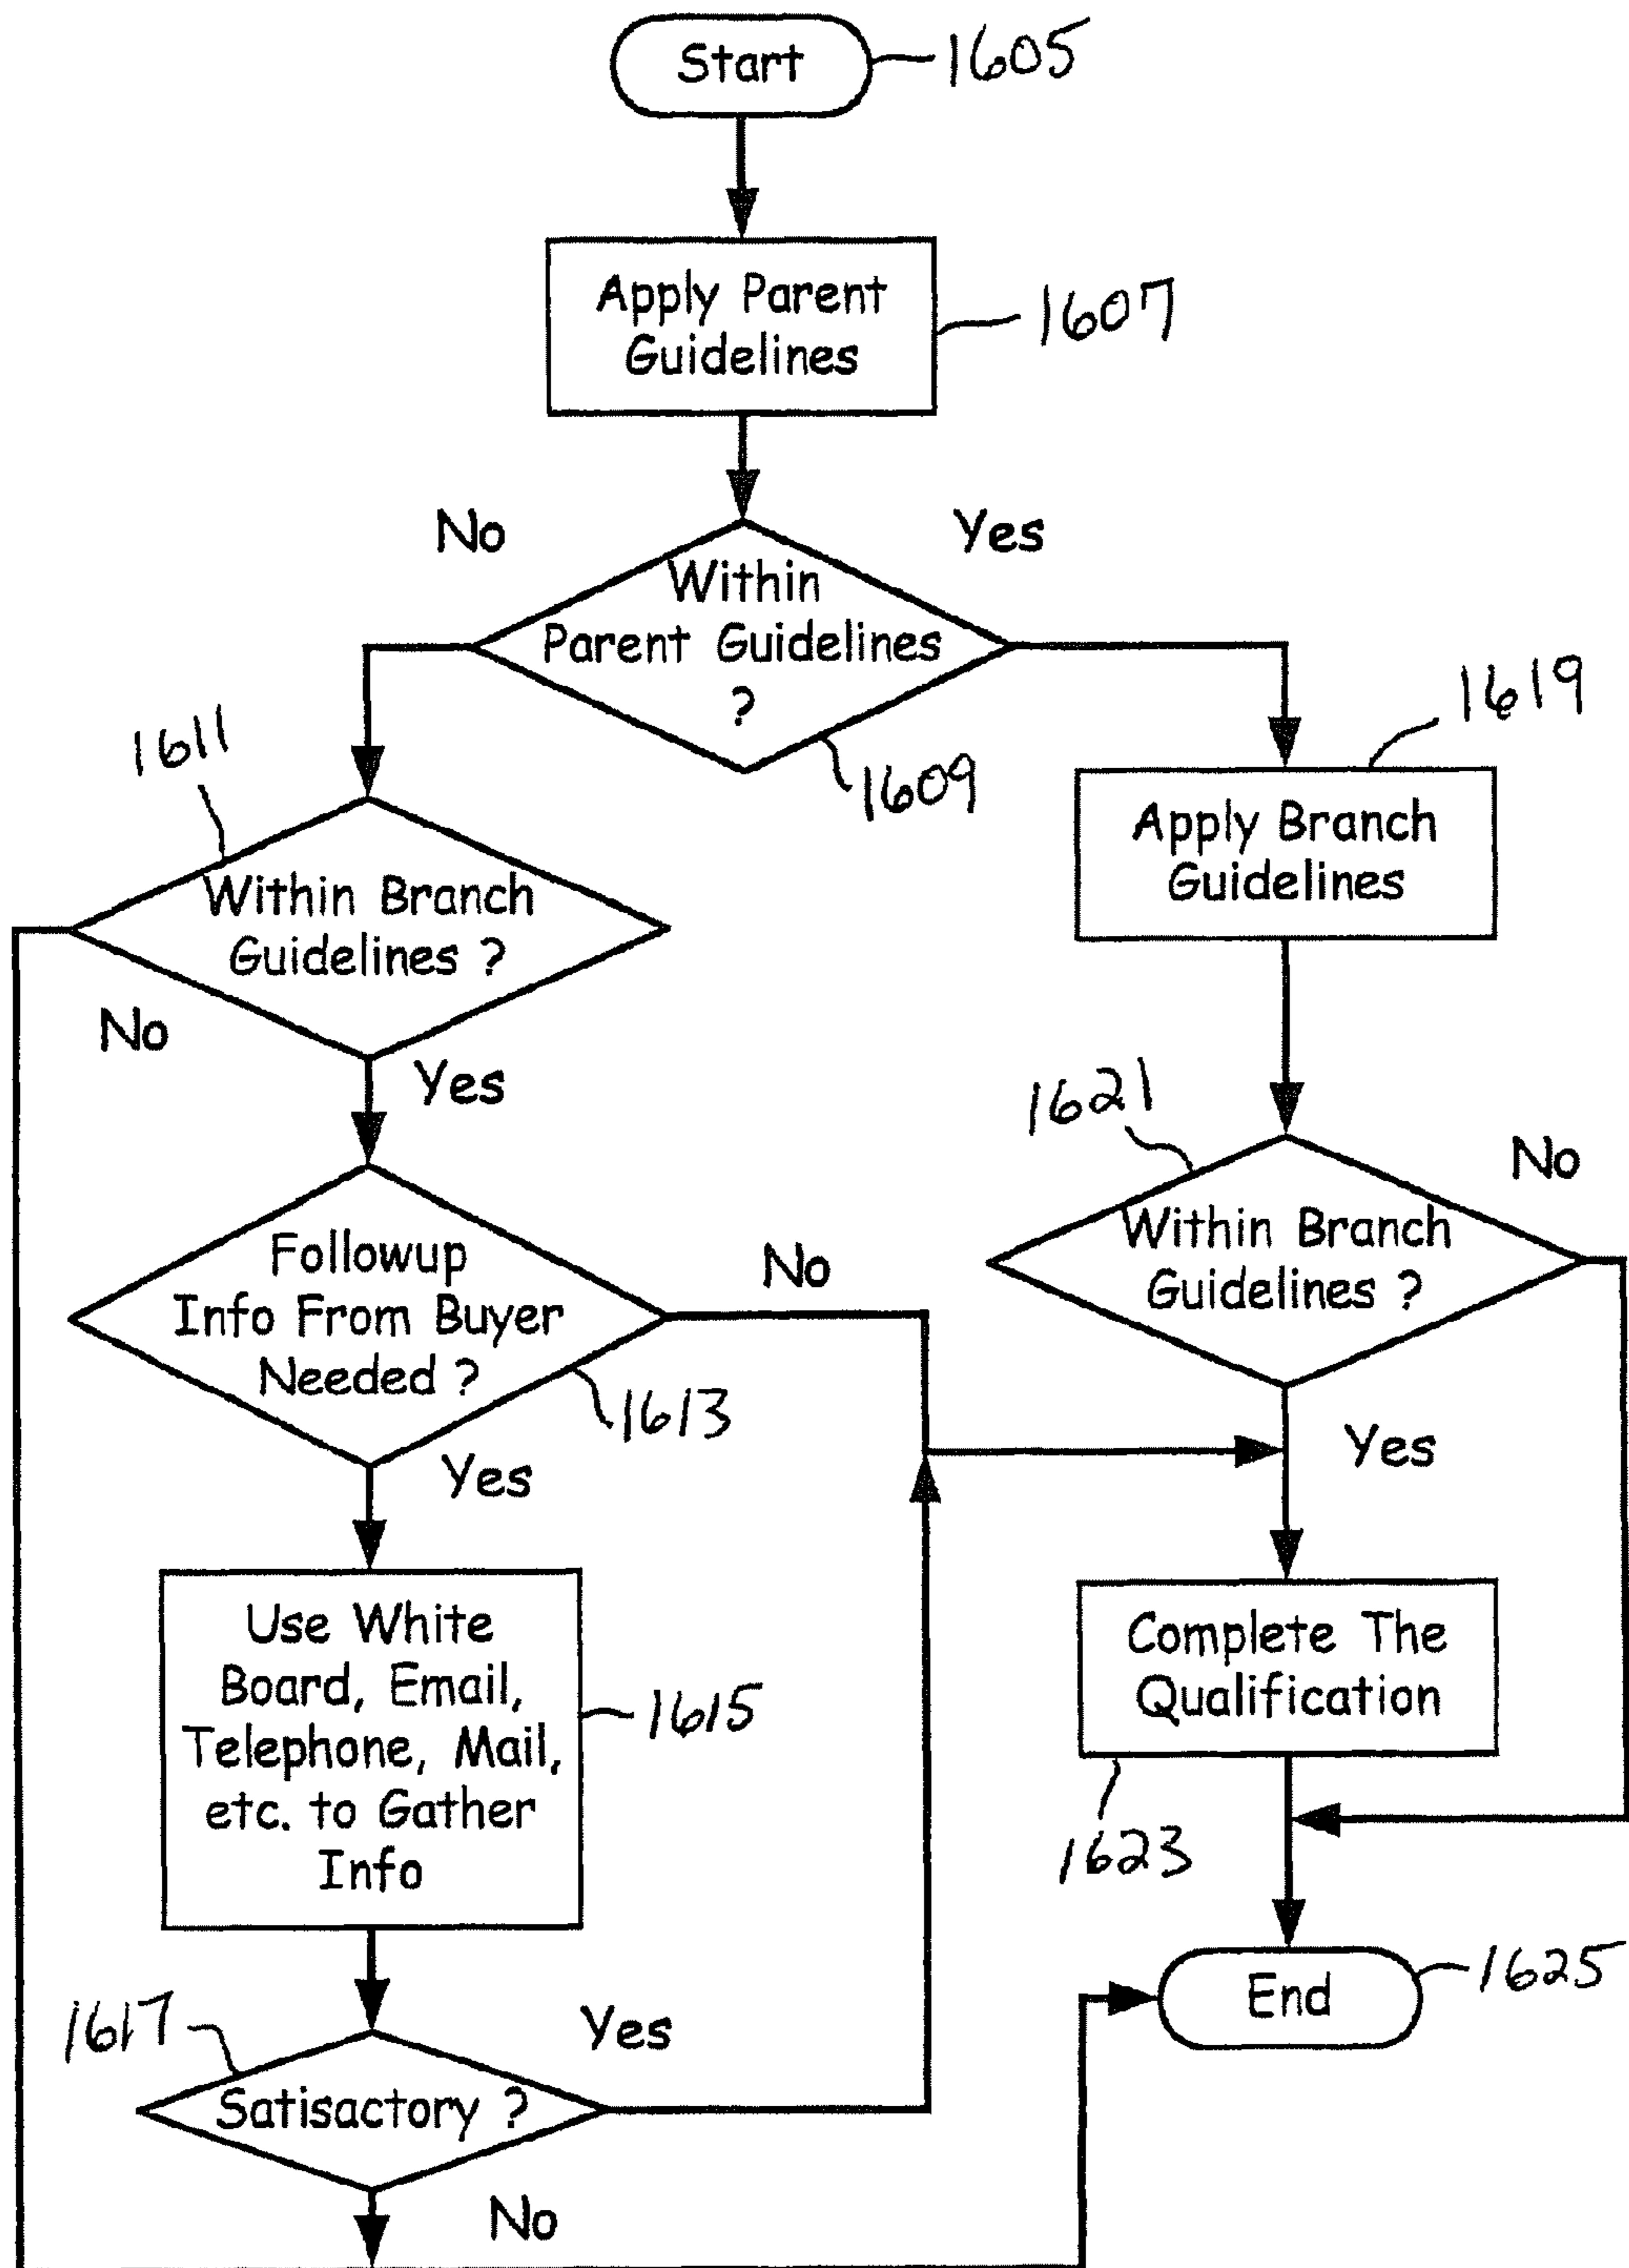 Start
1605
Apply Parent
Guidelines
1607
No
Yes
Within
Parent Guidelines
?
1609
1611
Within Branch
Guidelines ?
No
Yes
1619
Apply Branch
Guidelines
1621
No
Within Branch
Guidelines ?
Yes
Followup
Info From Buyer
Needed ?
No
1613
Yes
Use White
Board, Email,
Telephone, Mail,
etc. to Gather
Info
1615
Complete The
Qualification
1623
1617
Satisactory ?
Yes
No
End
1625